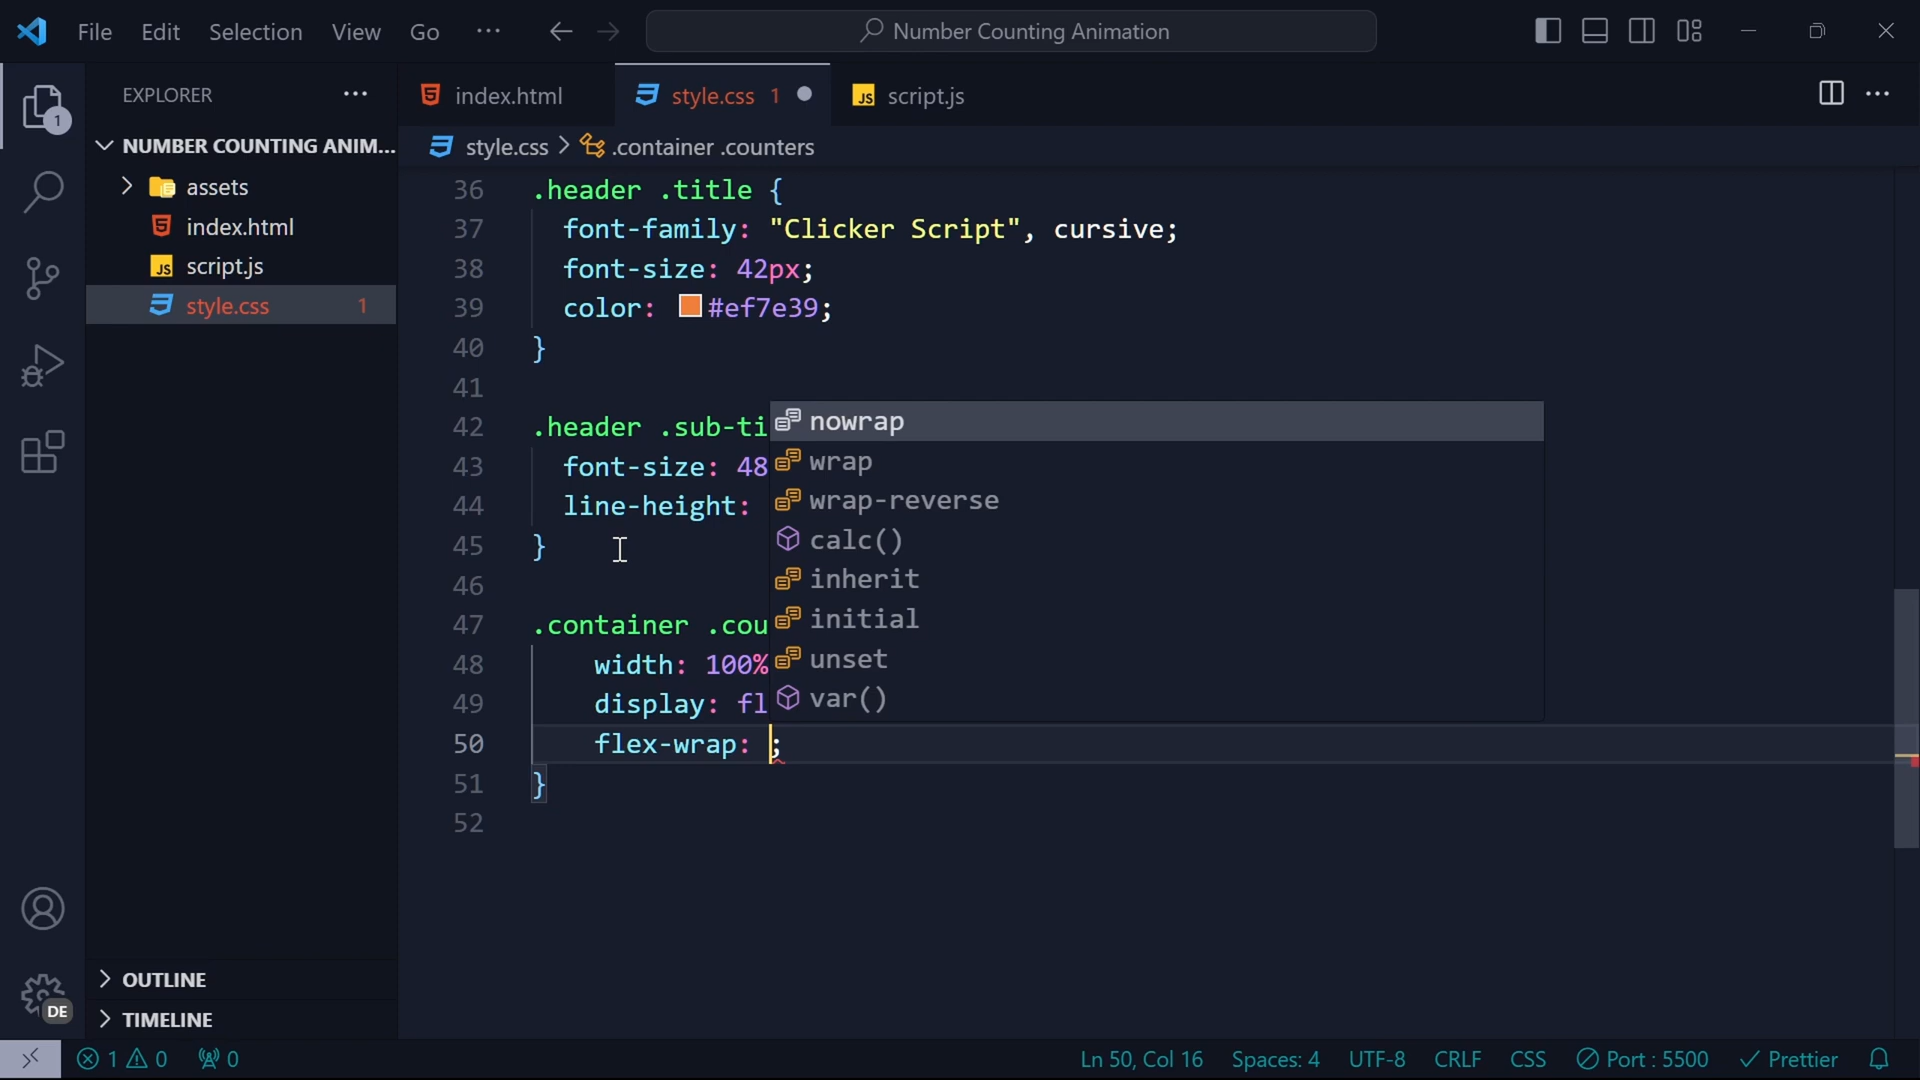 File Edit Selection View Go ··· Number Counting Animation
EXPLORER ···
1
NUMBER COUNTING ANIM...
assets
index.html
script.js
style.css 1
OUTLINE
TIMELINE
DE
index.html style.css 1 script.js
style.css > .container .counters
36 .header .title {
37 font-family: "Clicker Script", cursive;
38 font-size: 42px;
39 color: #ef7e39;
40 }
41
42 .header .sub-ti
43 font-size: 48
44 line-height:
45 }
46
47 .container .cou
48 width: 100%
49 display: fl
50 flex-wrap: ;
51 }
52
nowrap
wrap
wrap-reverse
calc()
inherit
initial
unset
var()
1 0 0 Ln 50, Col 16 Spaces: 4 UTF-8 CRLF CSS Port : 5500 Prettier